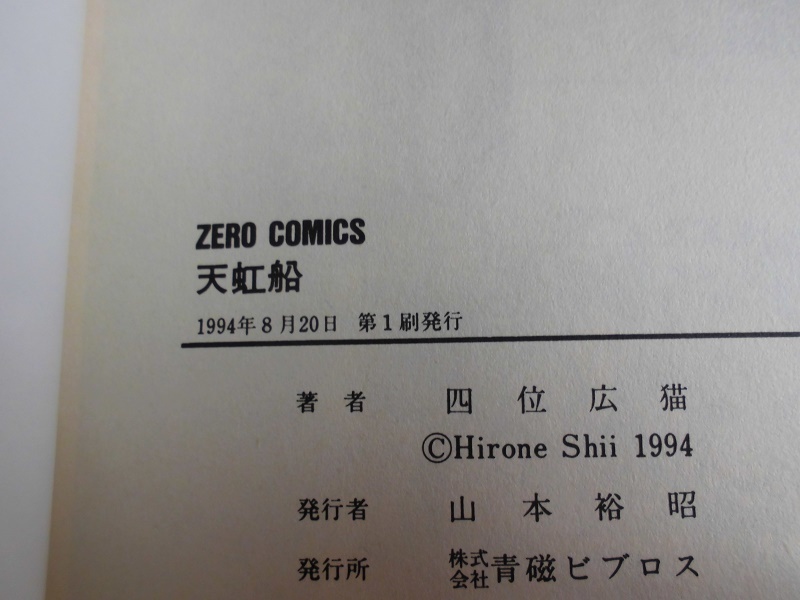 ZERO COMICS
天虹船
1994年8月20日 第1刷発行
著者 四位広猫
©Hirone Shii 1994
発行者 山本裕昭
発行所 株式会社青磁ビブロス